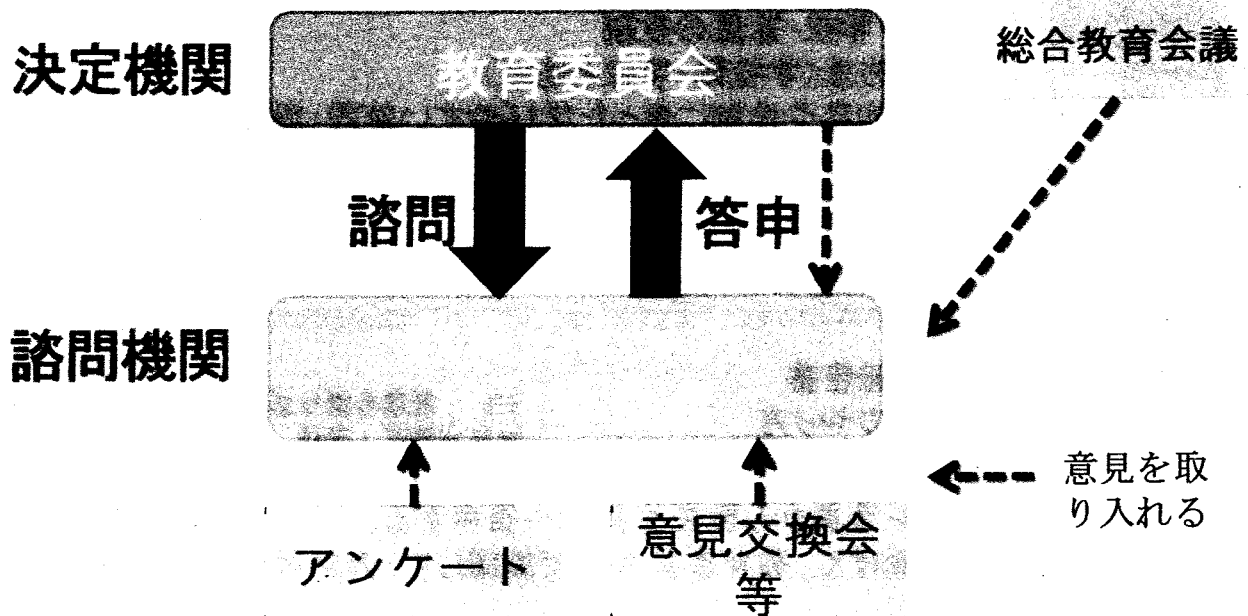 決定機関
教育委員会
総合教育会議
諮問
答申
諮問機関
意見を取
り入れる
アンケート
意見交換会
等